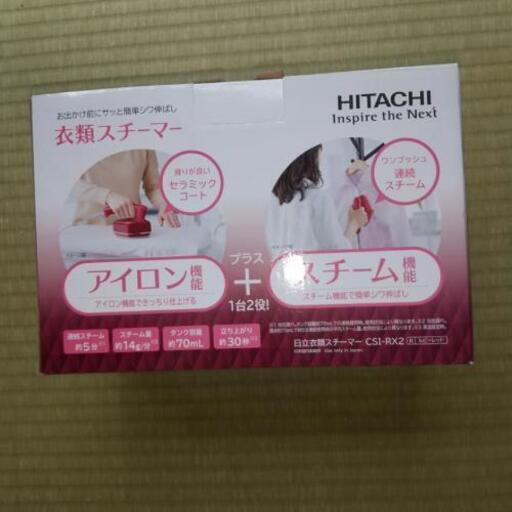 お出かけ前にサッと簡単シワ伸ばし
衣類スチーマー
HITACHI
Inspire the Next
滑りが良い
セラミック
コート
ワンプッシュ
連続
スチーム
アイロン機能
アイロン機能できっちり仕上げる
プラス
+
1台2役!
スチーム機能
スチーム機能で簡単シワ伸ばし
連続スチーム
約5分
スチーム量
約14g/分
タンク容量
約70mL
立ち上がり
約30秒
日立衣類スチーマー CSI-RX2
Use only in Japan.